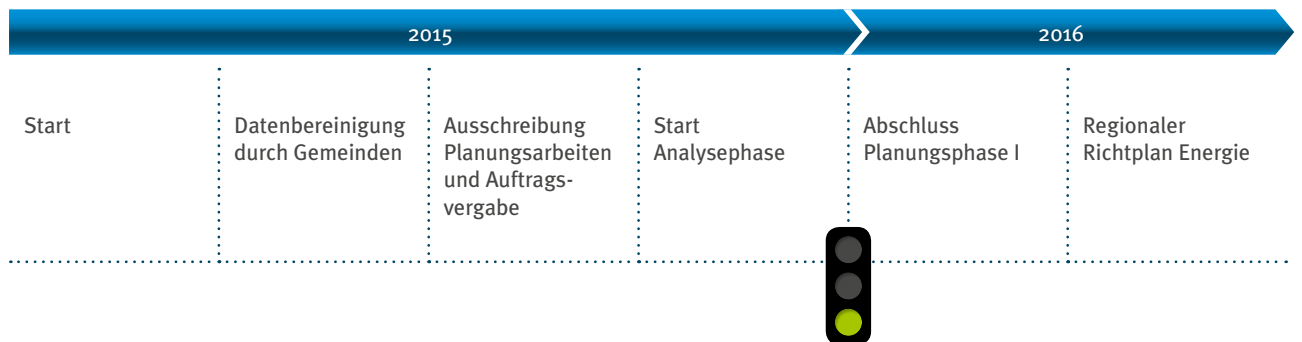 2015
2016
Start
Datenbereinigung
durch Gemeinden
Ausschreibung
Planungsarbeiten
und Auftrags-
vergabe
Start
Analysephase
Abschluss
Planungsphase I
Regionaler
Richtplan Energie